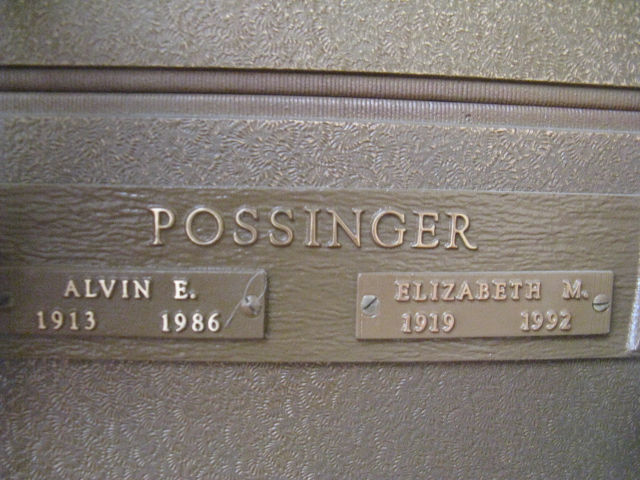 POSSINGER
ALVIN E.
1913 1986
ELIZABETH M.
1919 1992